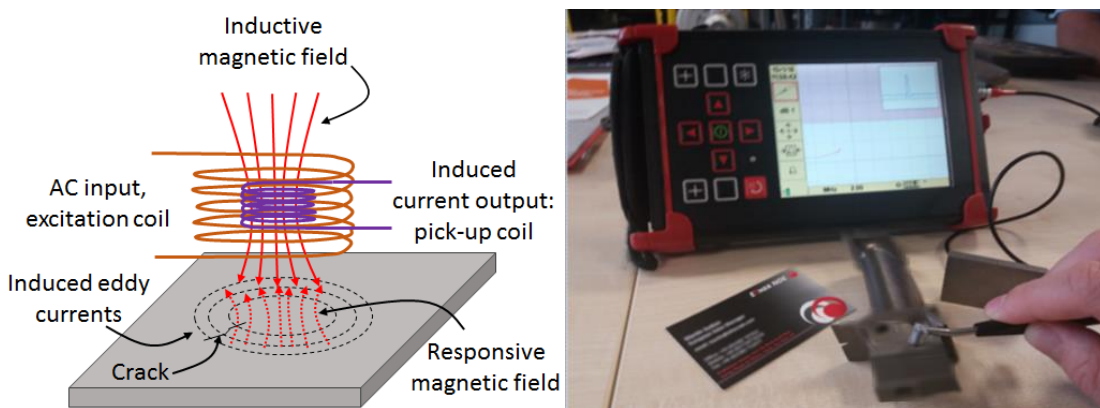 Inductive
magnetic field
AC input,
excitation coil
Induced
current output:
pick-up coil
Induced eddy
currents
Crack
Responsive
magnetic field